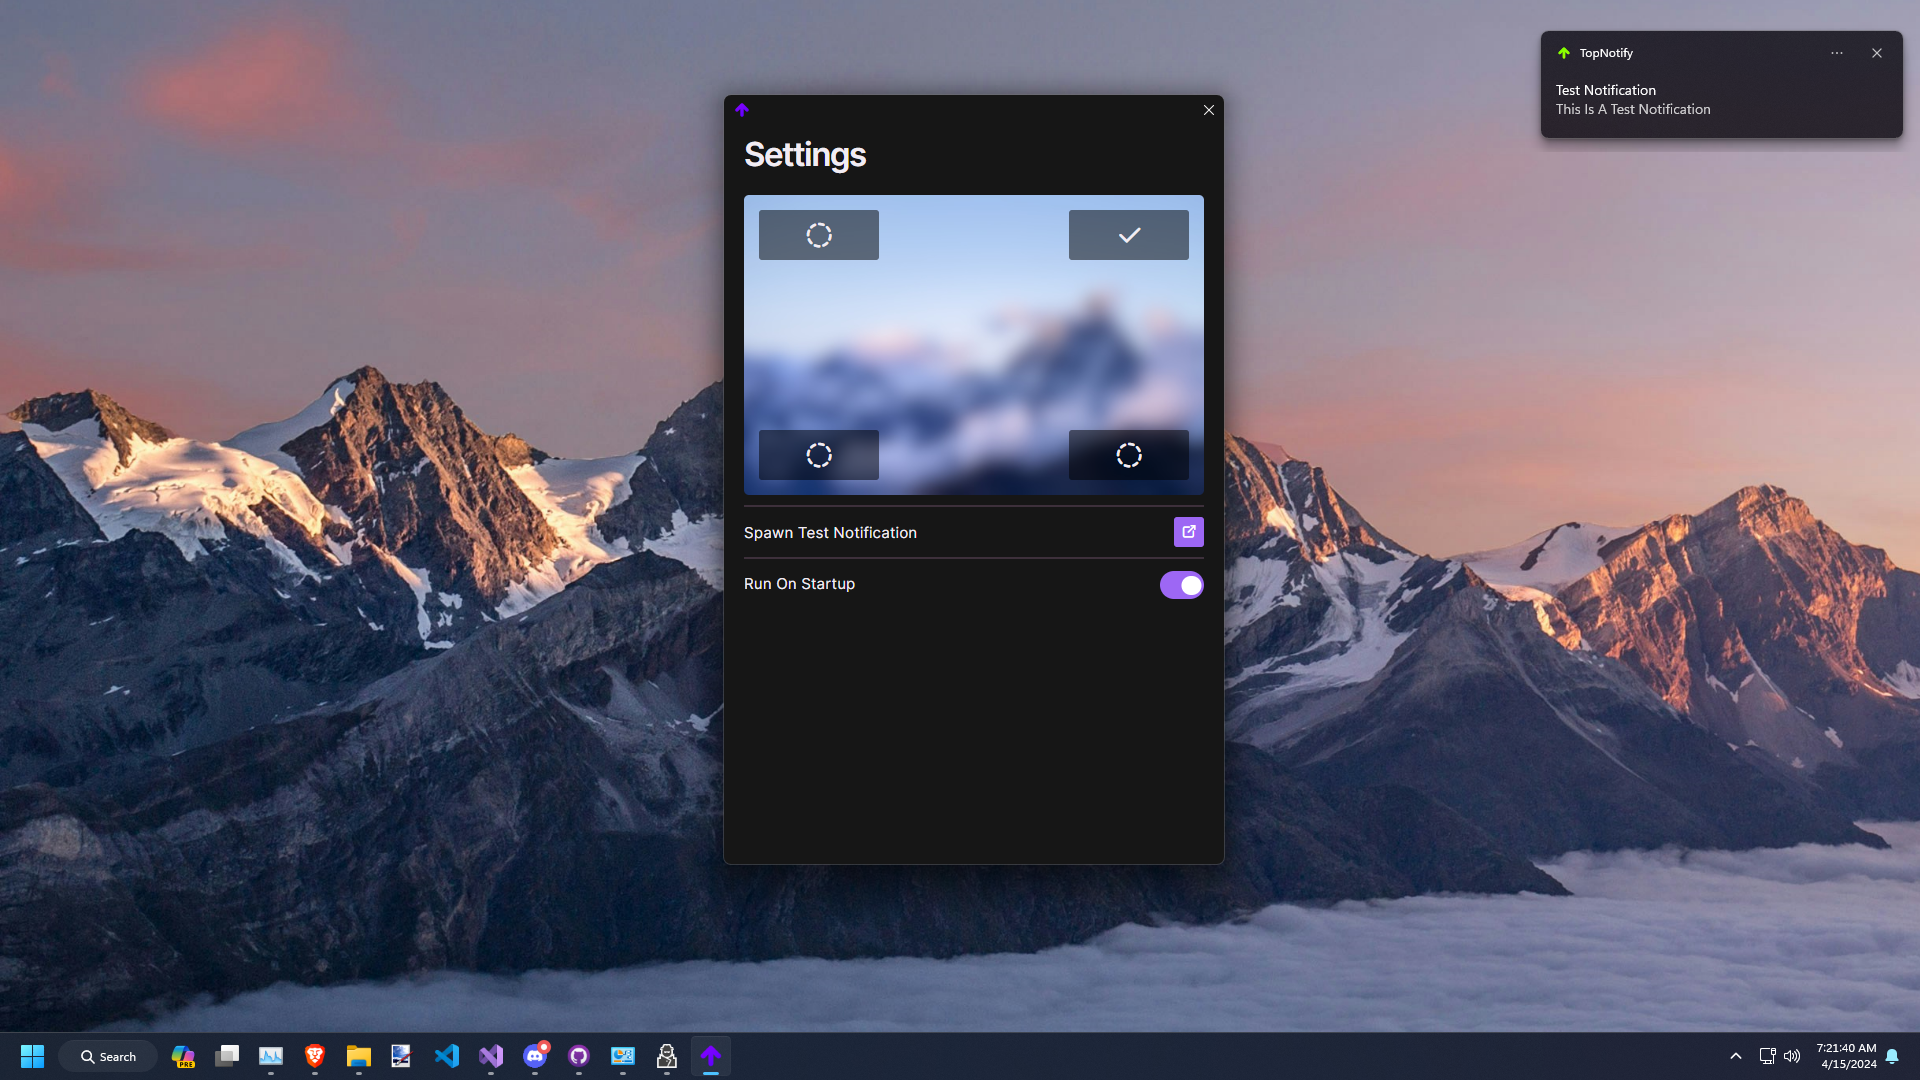 TopNotify
Test Notification
This Is A Test Notification
Settings
Spawn Test Notification
Run On Startup
Search
PRE
7:21:40 AM
4/15/2024